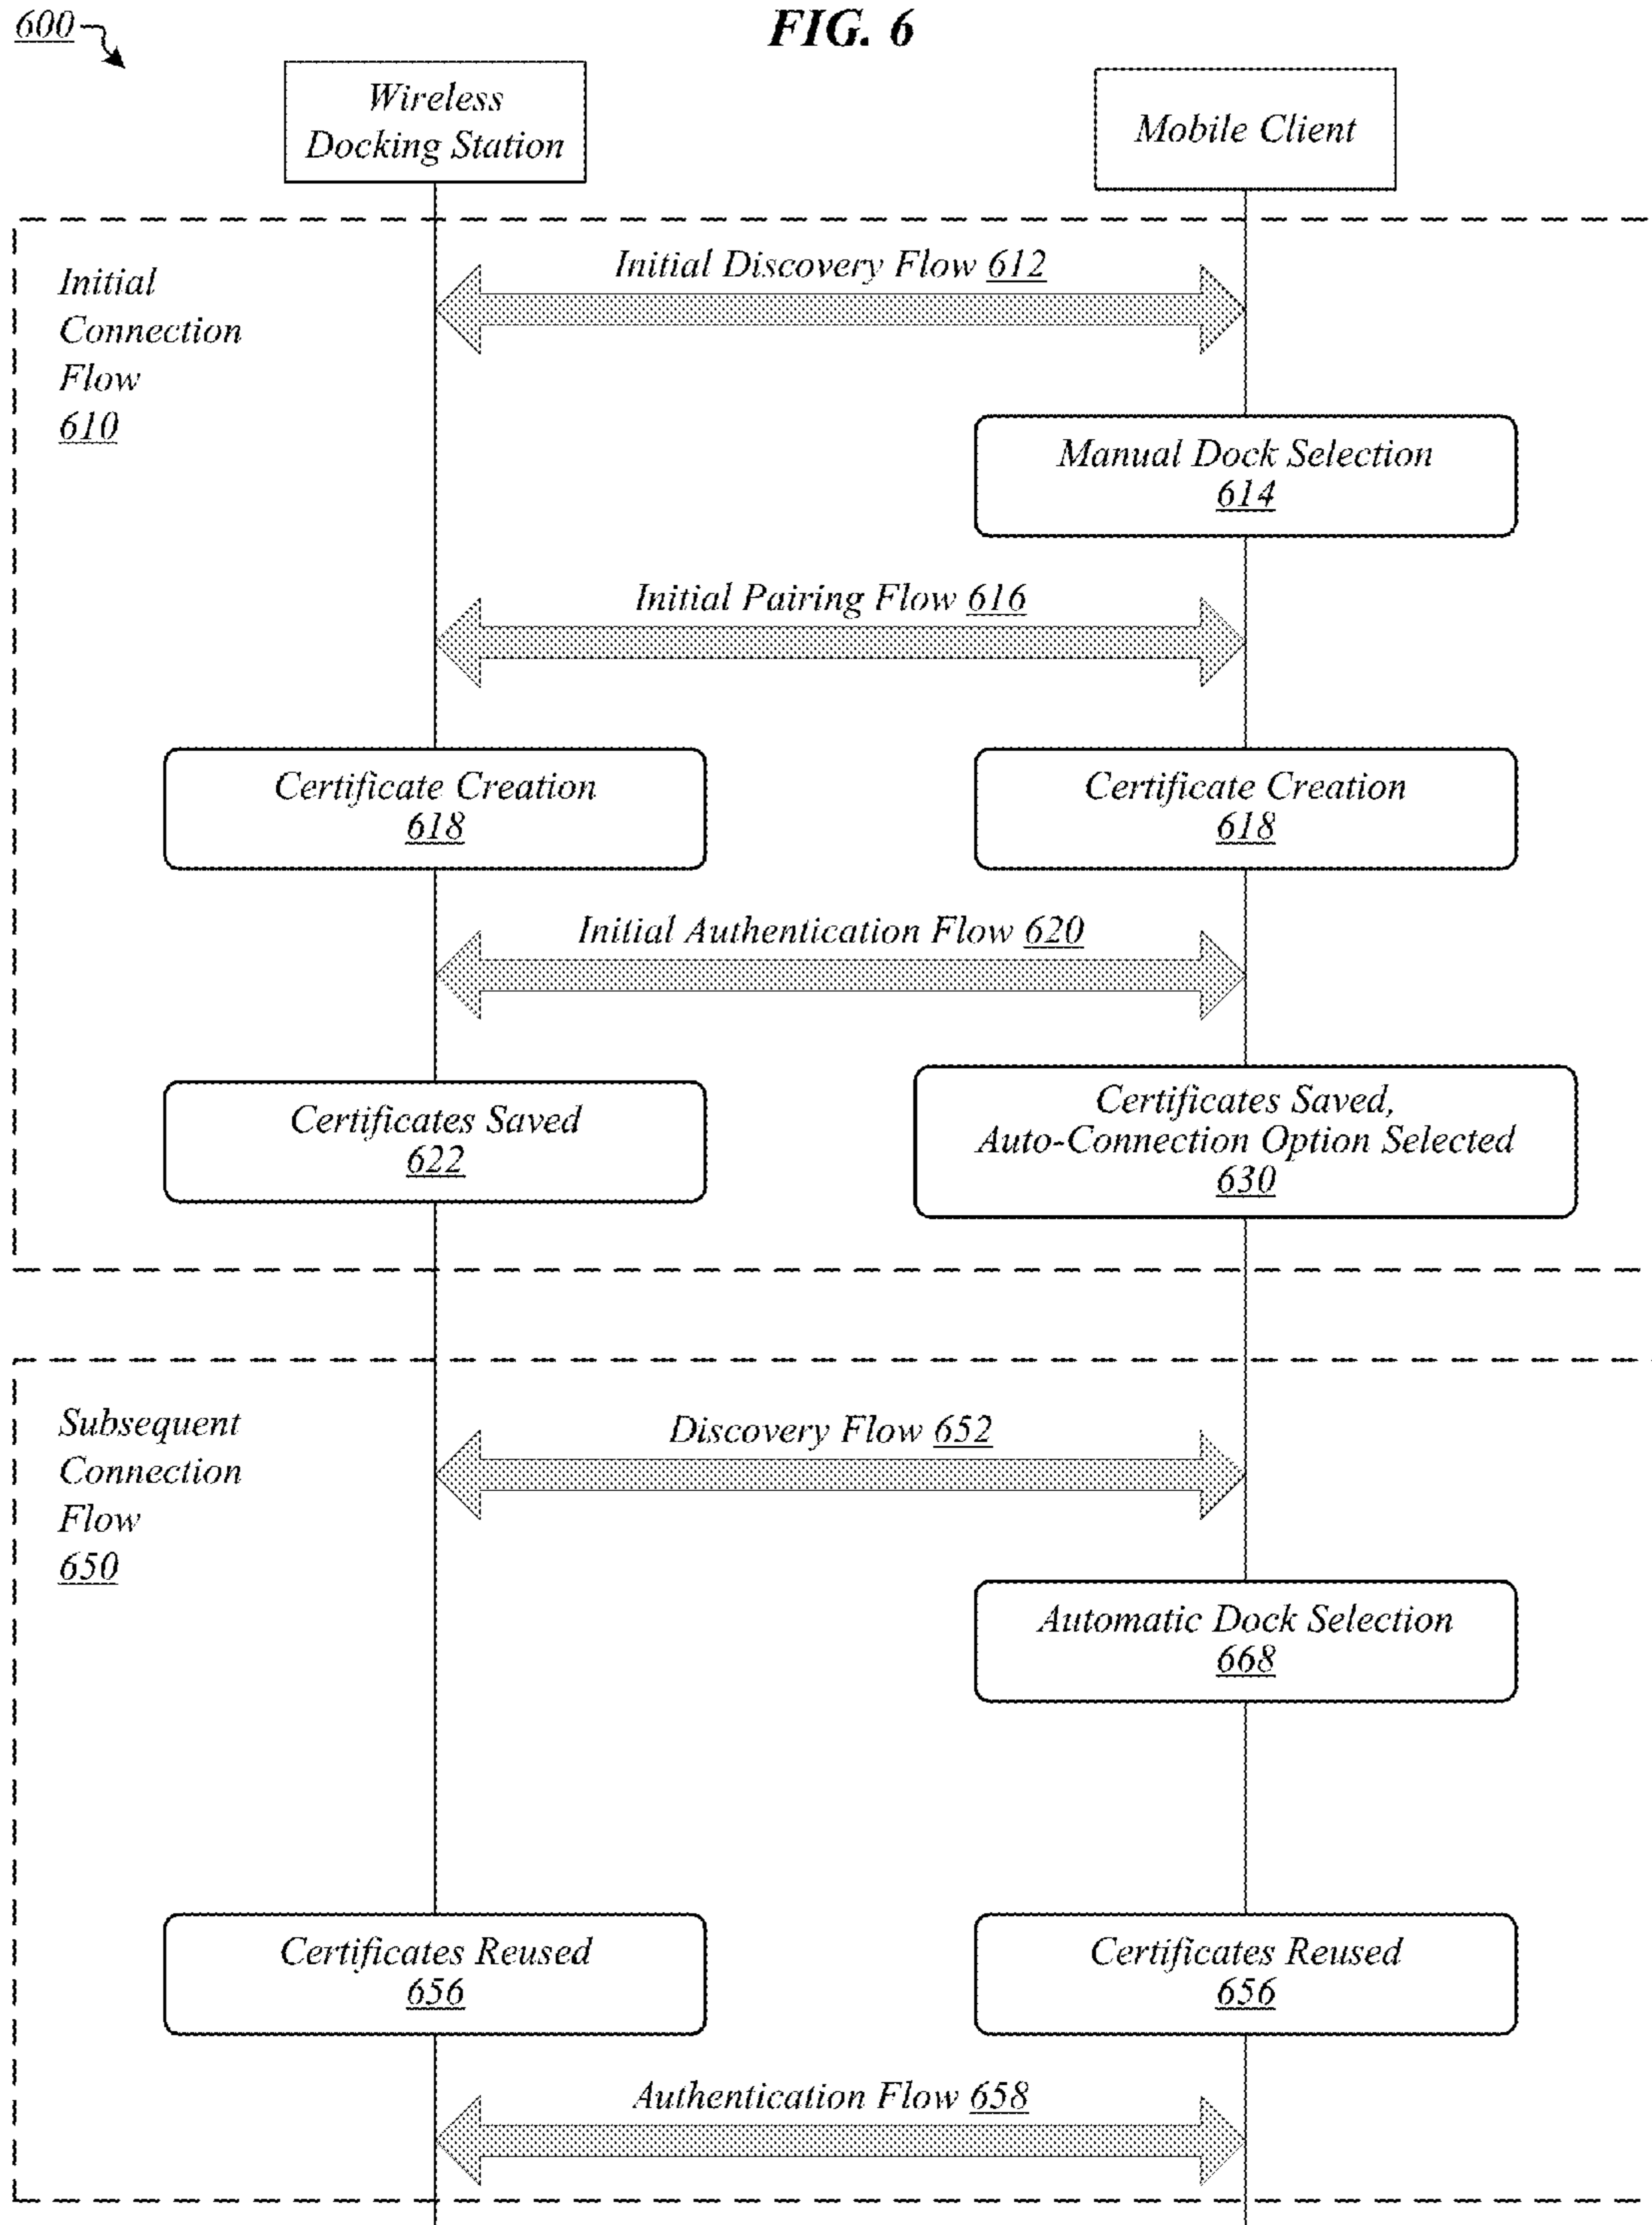 600
FIG. 6
Wireless
Docking Station
Mobile Client
Initial
Connection
Flow
610
Initial Discovery Flow 612
Manual Dock Selection
614
Initial Pairing Flow 616
Certificate Creation
618
Certificate Creation
618
Initial Authentication Flow 620
Certificates Saved
622
Certificates Saved,
Auto-Connection Option Selected
630
Subsequent
Connection
Flow
650
Discovery Flow 652
Automatic Dock Selection
668
Certificates Reused
656
Certificates Reused
656
Authentication Flow 658